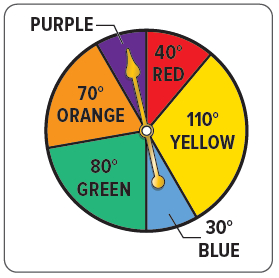 PURPLE
40°
RED
70°
ORANGE
110°
YELLOW
80°
GREEN
30°
BLUE